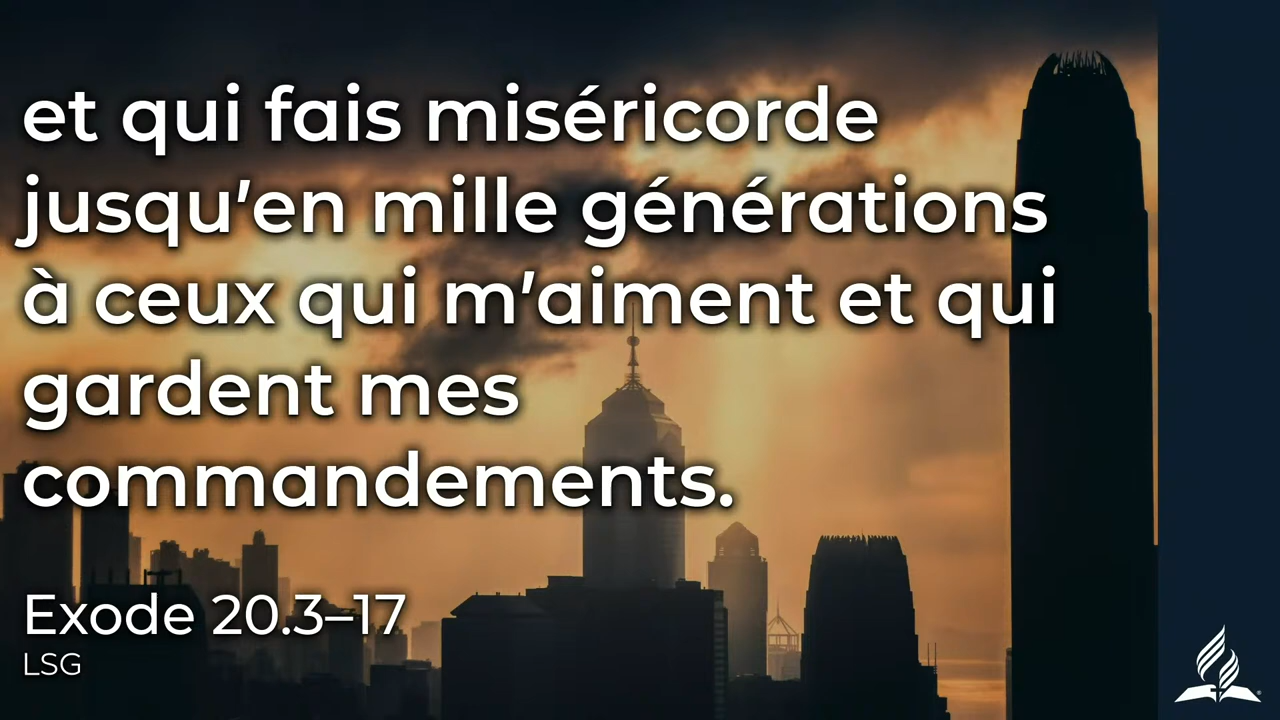 et qui fais miséricorde
jusqu’en mille générations
à ceux qui m’aiment et qui
gardent mes
commandements.
Exode 20.3–17
LSG